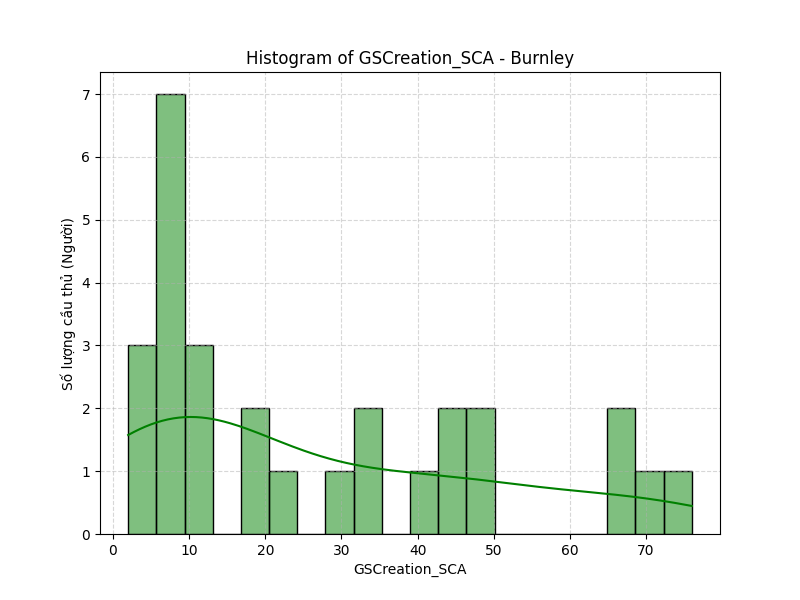 Histogram of GSCreation_SCA - Burnley
Số lượng cầu thủ (Người)
7
6
5
4
3
2
1
0
0 10 20 30 40 50 60 70
GSCreation_SCA